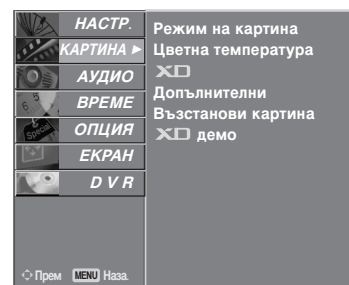 НАСТР.
КАРТИНА ►
АУДИО
ВРЕМЕ
ОПЦИЯ
ЕКРАН
D V R
Режим на картина
Цветна температура
XD
Допълнителни
Възстанови картина
XD демо
Прем MENU Наза.